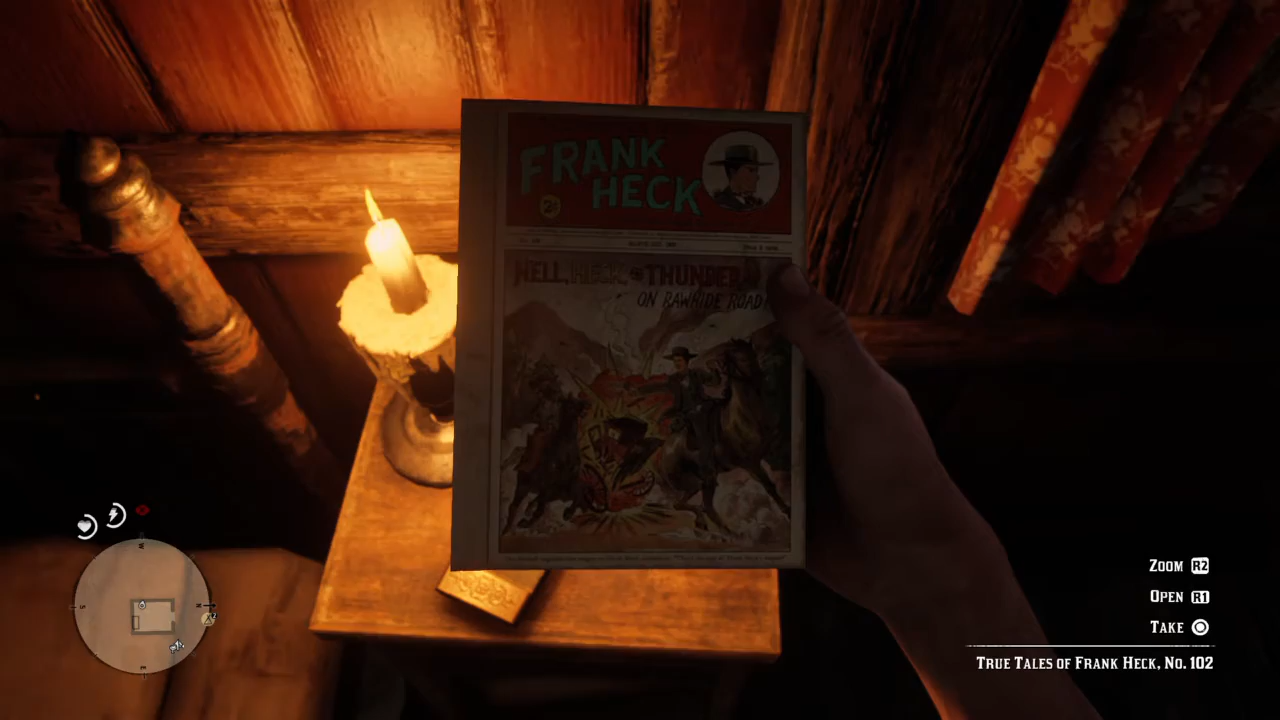 FRANK
HECK
HELL, HECK, & THUNDER
ON RAWHIDE ROAD
ZOOM R2
OPEN R1
TAKE
TRUE TALES OF FRANK HECK, NO. 102